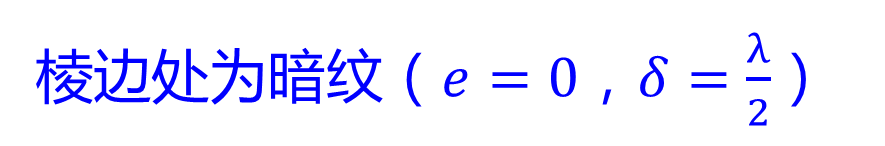 棱边处为暗纹（e = 0，δ = λ/2）